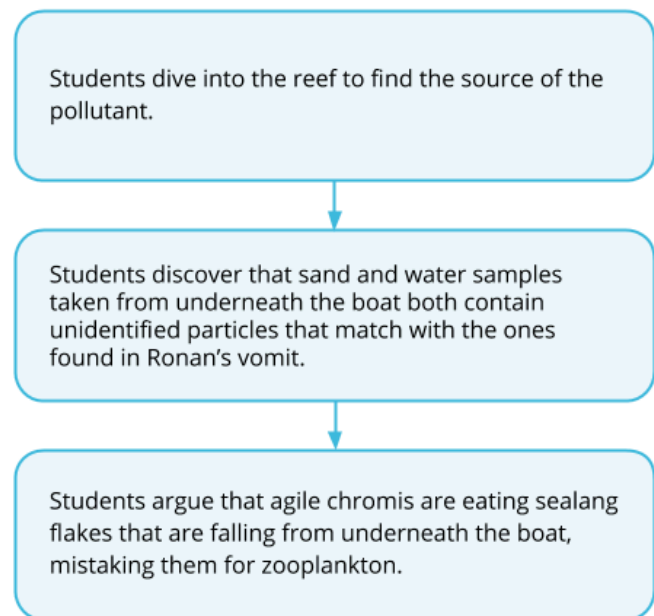 Students dive into the reef to find the source of the
pollutant.
Students discover that sand and water samples
taken from underneath the boat both contain
unidentified particles that match with the ones
found in Ronan’s vomit.
Students argue that agile chromis are eating sealang
flakes that are falling from underneath the boat,
mistaking them for zooplankton.